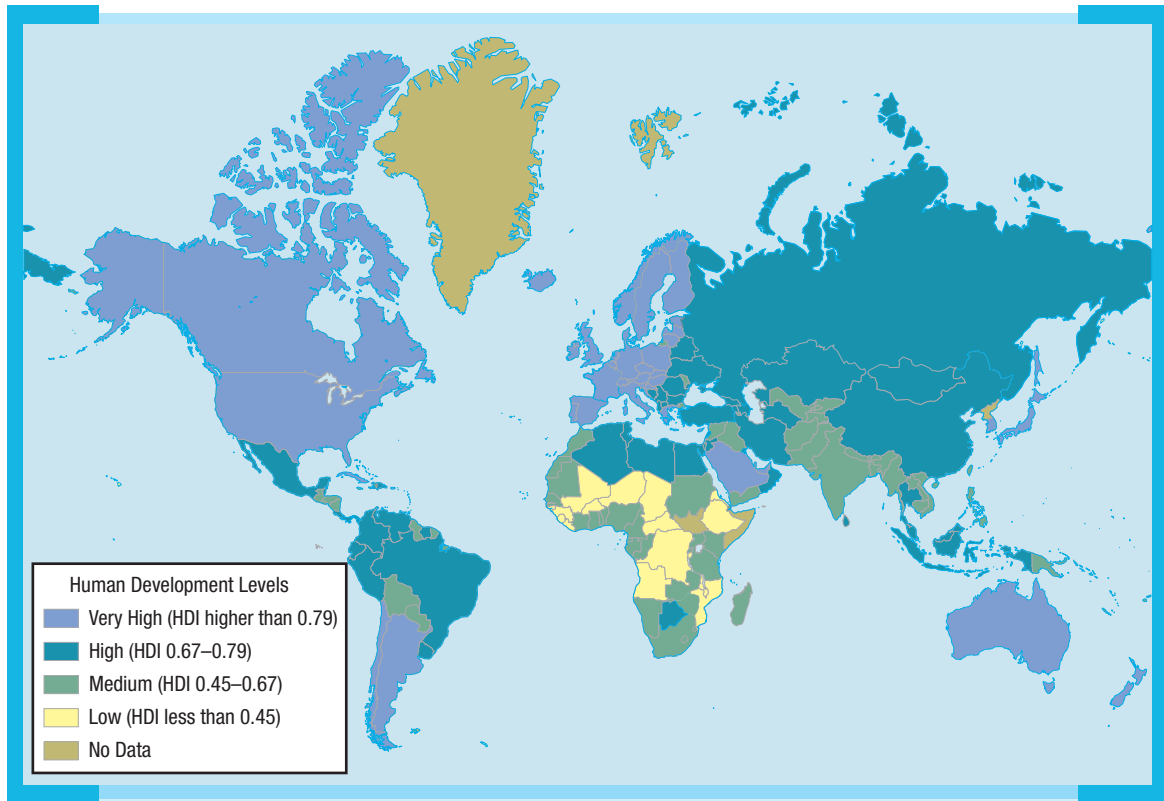 Human Development Levels
Very High (HDI higher than 0.79)
High (HDI 0.67–0.79)
Medium (HDI 0.45–0.67)
Low (HDI less than 0.45)
No Data